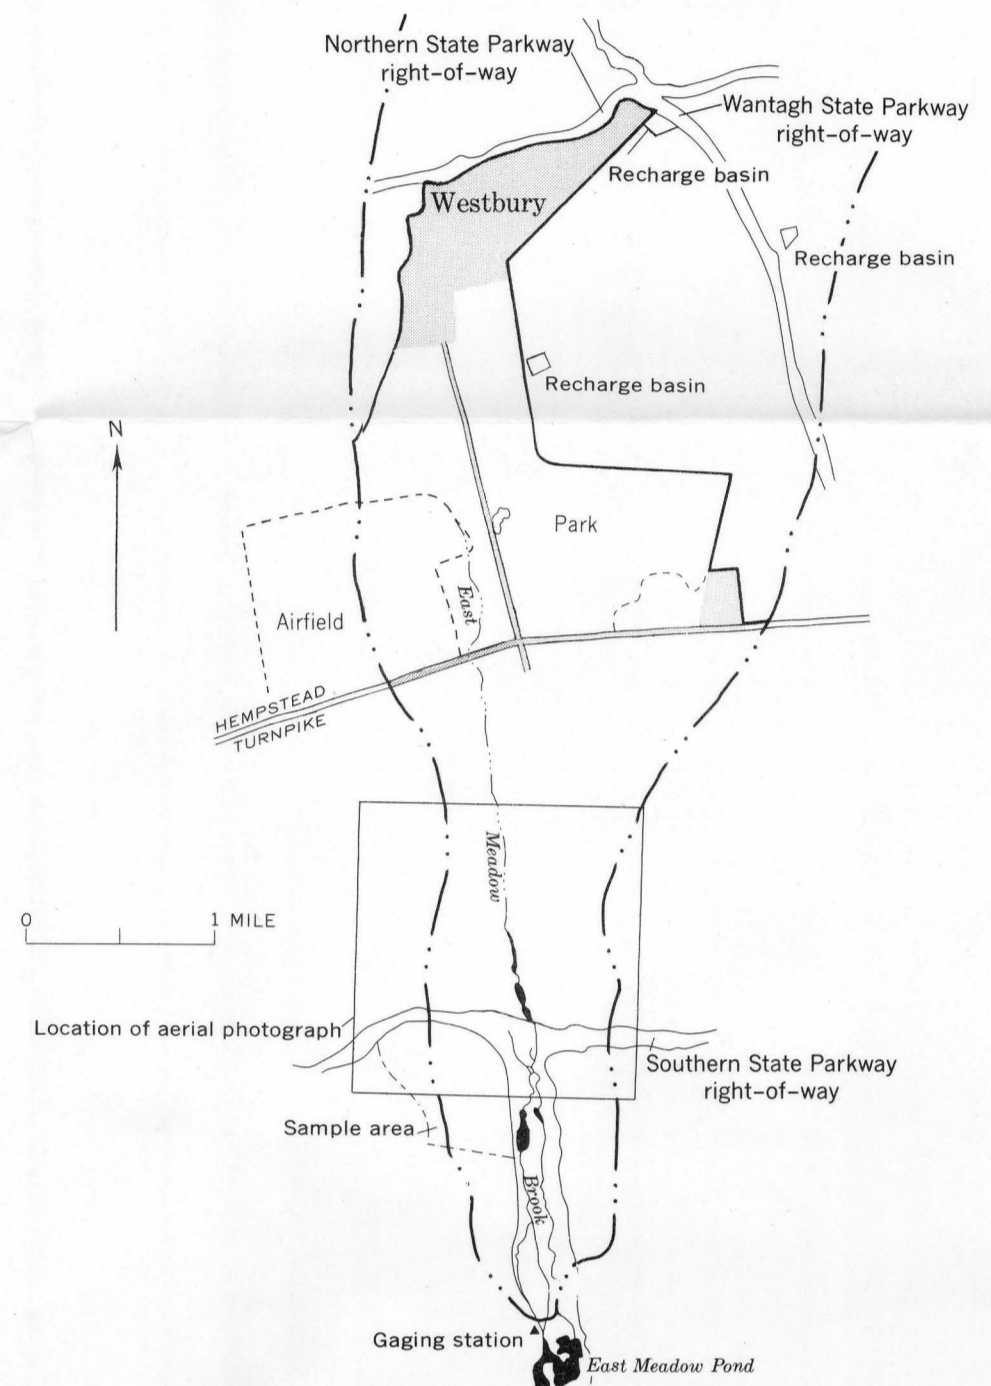 Northern State Parkway
right-of-way
Wantagh State Parkway
right-of-way
Recharge basin
Westbury
Recharge basin
Recharge basin
N
Park
East
Airfield
HEMPSTEAD
TURNPIKE
Meadow
0 1 MILE
Location of aerial photograph
Southern State Parkway
right-of-way
Sample area
Brook
Gaging station
East Meadow Pond